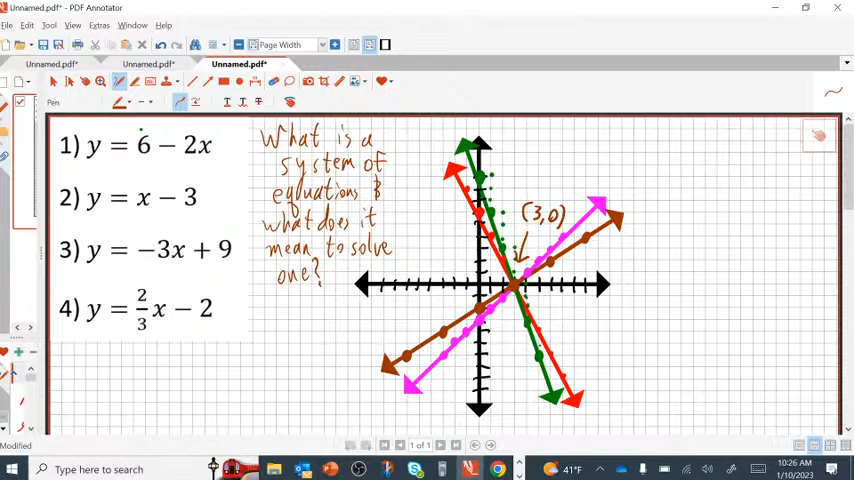 Unnamed.pdf* - PDF Annotator
File Edit Tool View Extras Window Help
Page Width
Unnamed.pdf* Unnamed.pdf* Unnamed.pdf*
Pen
1) y = 6 − 2x
2) y = x − 3
3) y = −3x + 9
4) y = 2/3 x − 2
What is a
system of
equations &
what does it
mean to solve
one?
(3,0)
Modified
1 of 1
Type here to search
41°F
10:26 AM
1/10/2023